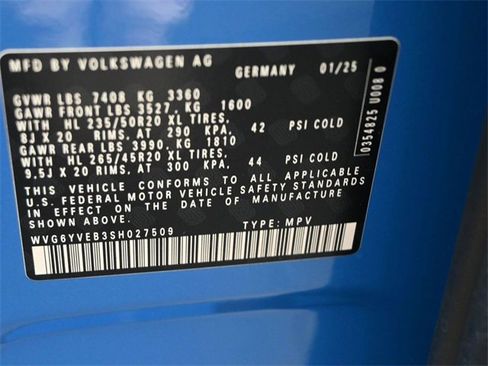 MFD BY VOLKSWAGEN AG
GERMANY 01/25
GVWR LBS 7408 KG 3360
GAWR FRONT LBS 3527, KG 1600
WITH HL 235/50R20 XL TIRES,
8J X 20 RIMS, AT 290 KPA, 42 PSI COLD
GAWR REAR LBS 3990, KG 1810
WITH HL 265/45R20 XL TIRES,
9,5J X 20 RIMS, AT 300 KPA, 44 PSI COLD
THIS VEHICLE CONFORMS TO ALL APPLICABLE
U.S. FEDERAL MOTOR VEHICLE SAFETY STANDARDS
IN EFFECT ON THE DATE OF MANUFACTURE
SHOWN ABOVE.
WVG6YVEB3SH027509 TYPE: MPV
0354825 U008 0